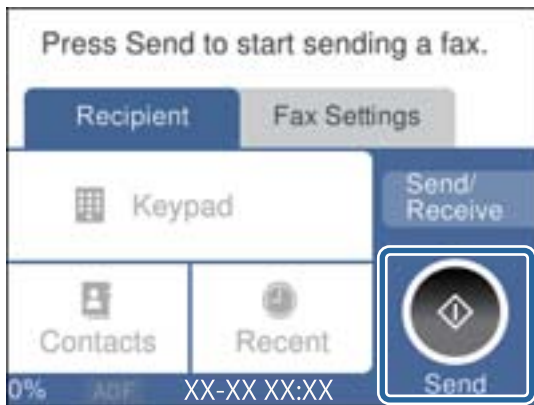 Press Send to start sending a fax.
Recipient
Fax Settings
Keypad
Send/
Receive
Contacts
Recent
Send
0%
ADF
XX-XX XX:XX